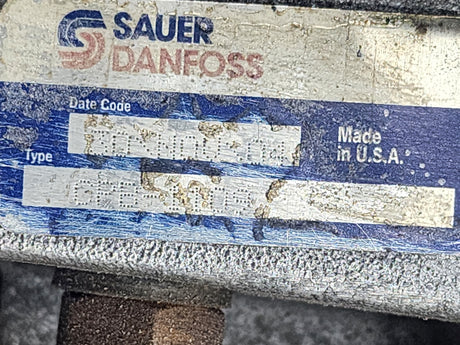 SAUER
DANFOSS
Date Code
Made
in U.S.A.
Type